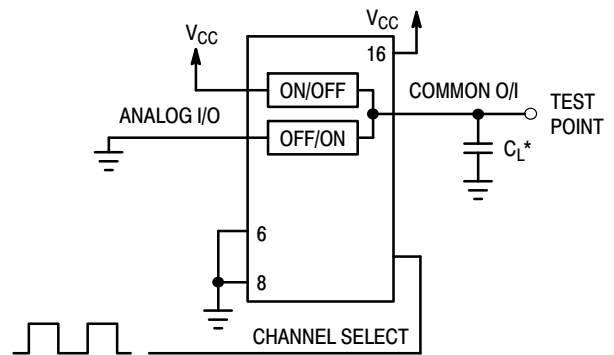 VCC
VCC
16
ON/OFF
COMMON O/I
ANALOG I/O
OFF/ON
TEST
POINT
CL*
6
8
CHANNEL SELECT